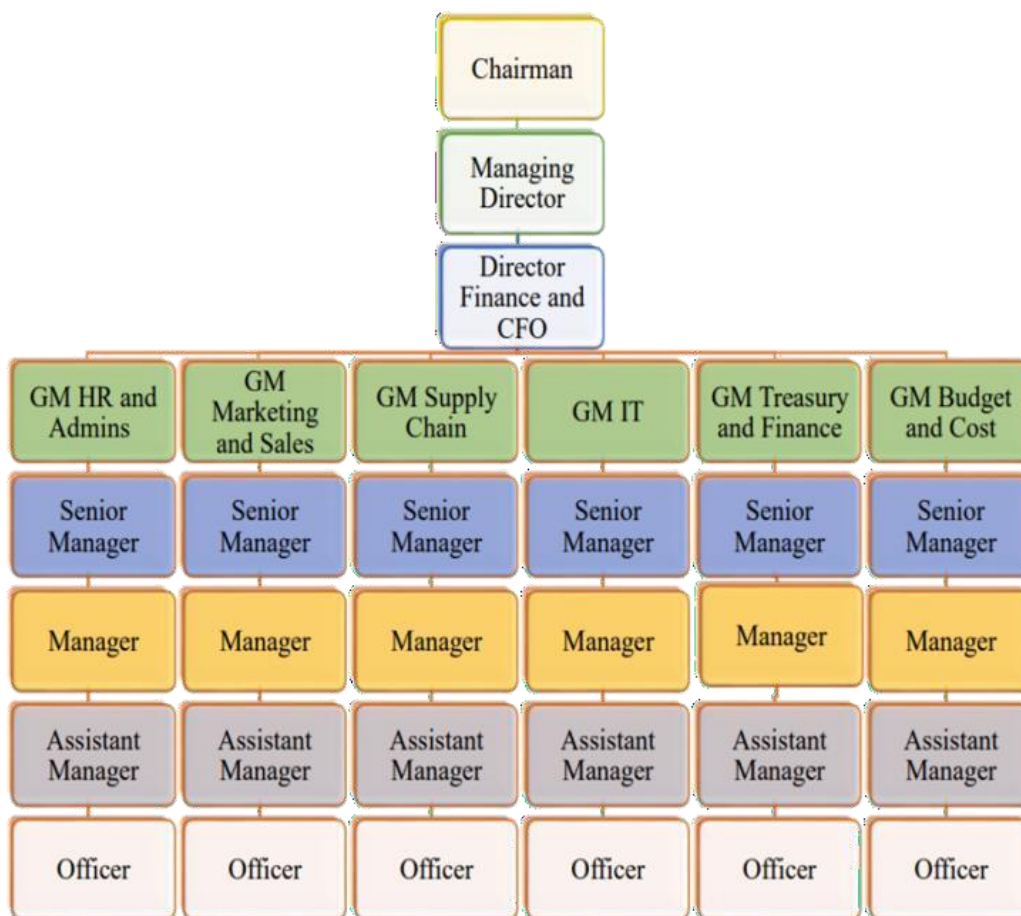 Chairman
Managing
Director
Director
Finance and
CFO
GM HR and
Admins
GM
Marketing
and Sales
GM Supply
Chain
GM IT
GM Treasury
and Finance
GM Budget
and Cost
Senior
Manager
Senior
Manager
Senior
Manager
Senior
Manager
Senior
Manager
Senior
Manager
Manager
Manager
Manager
Manager
Manager
Manager
Assistant
Manager
Assistant
Manager
Assistant
Manager
Assistant
Manager
Assistant
Manager
Assistant
Manager
Officer
Officer
Officer
Officer
Officer
Officer